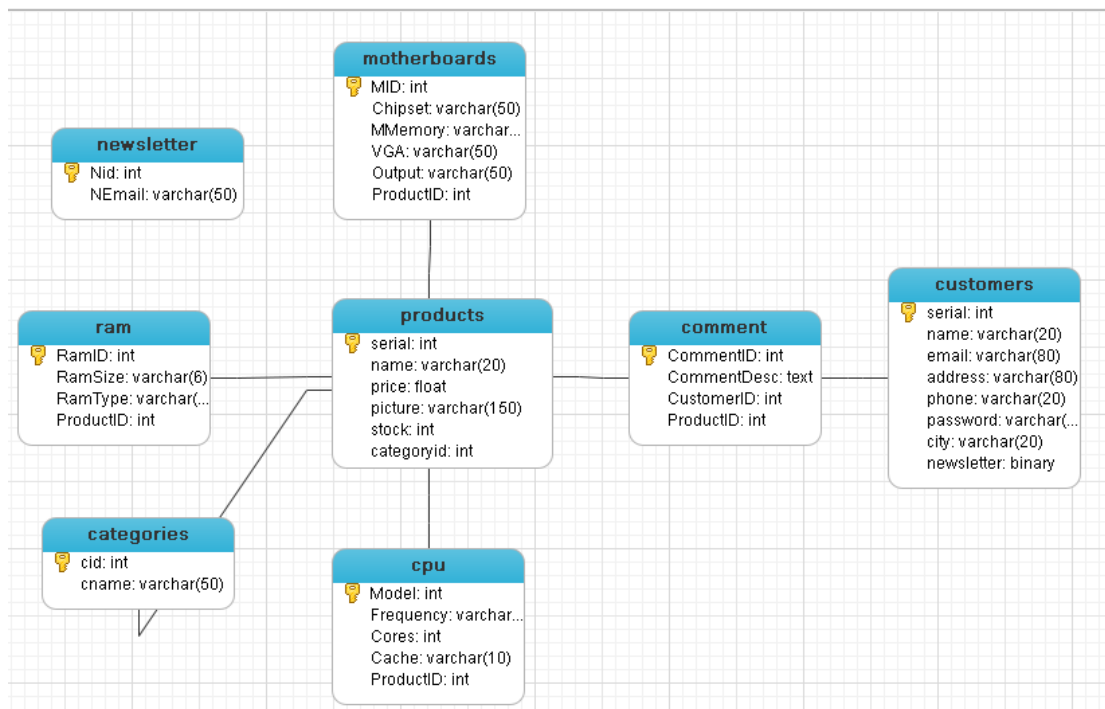 motherboards
MID: int
Chipset: varchar(50)
MMemory: varchar...
VGA: varchar(50)
Output: varchar(50)
ProductID: int
newsletter
Nid: int
NEmail: varchar(50)
ram
RamID: int
RamSize: varchar(6)
RamType: varchar(...
ProductID: int
products
serial: int
name: varchar(20)
price: float
picture: varchar(150)
stock: int
categoryid: int
comment
CommentID: int
CommentDesc: text
CustomerID: int
ProductID: int
customers
serial: int
name: varchar(20)
email: varchar(80)
address: varchar(80)
phone: varchar(20)
password: varchar(...
city: varchar(20)
newsletter: binary
categories
cid: int
cname: varchar(50)
cpu
Model: int
Frequency: varchar...
Cores: int
Cache: varchar(10)
ProductID: int